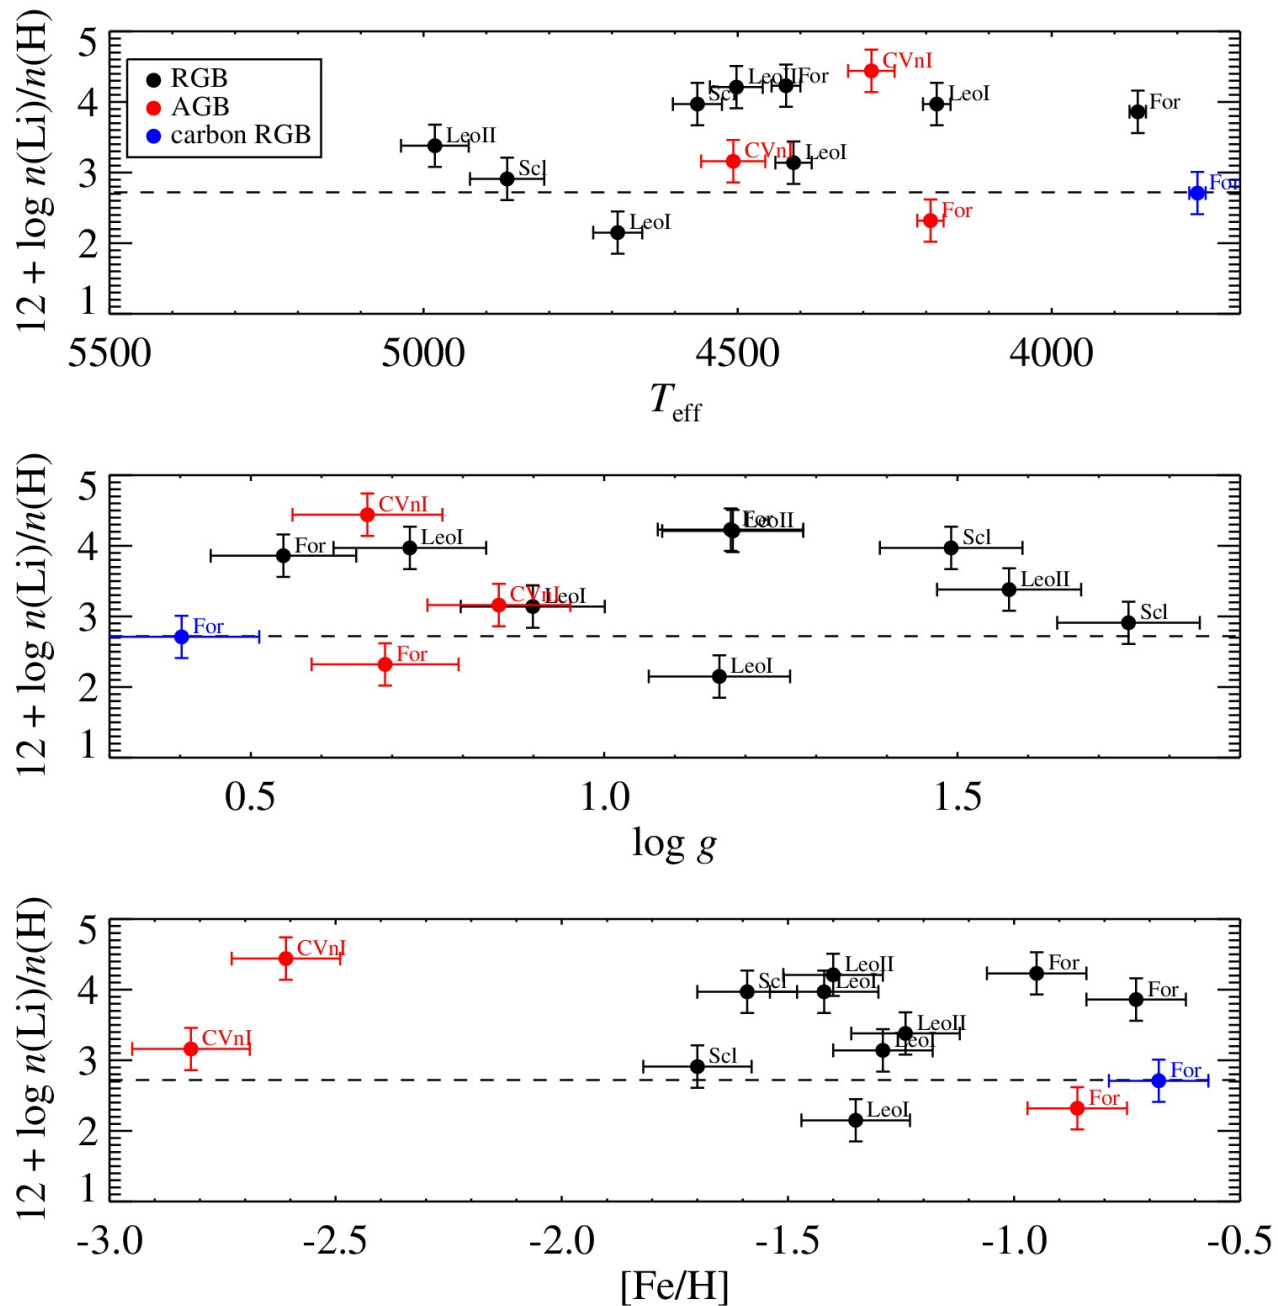 12 + log n(Li)/n(H)
5
4
3
2
1
RGB
AGB
carbon RGB
CVnI
LeoII
For
Scl
LeoI
For
LeoII
Scl
CVnI
LeoI
For
For
LeoI
5500
5000
4500
4000
Teff
12 + log n(Li)/n(H)
5
4
3
2
1
CVnI
For
LeoI
For
LeoII
Scl
CVnI
LeoI
LeoII
Scl
For
For
LeoI
0.5
1.0
1.5
log g
12 + log n(Li)/n(H)
5
4
3
2
1
CVnI
CVnI
Scl
LeoI
LeoII
For
For
LeoII
LeoI
Scl
For
For
LeoI
-3.0
-2.5
-2.0
-1.5
-1.0
-0.5
[Fe/H]